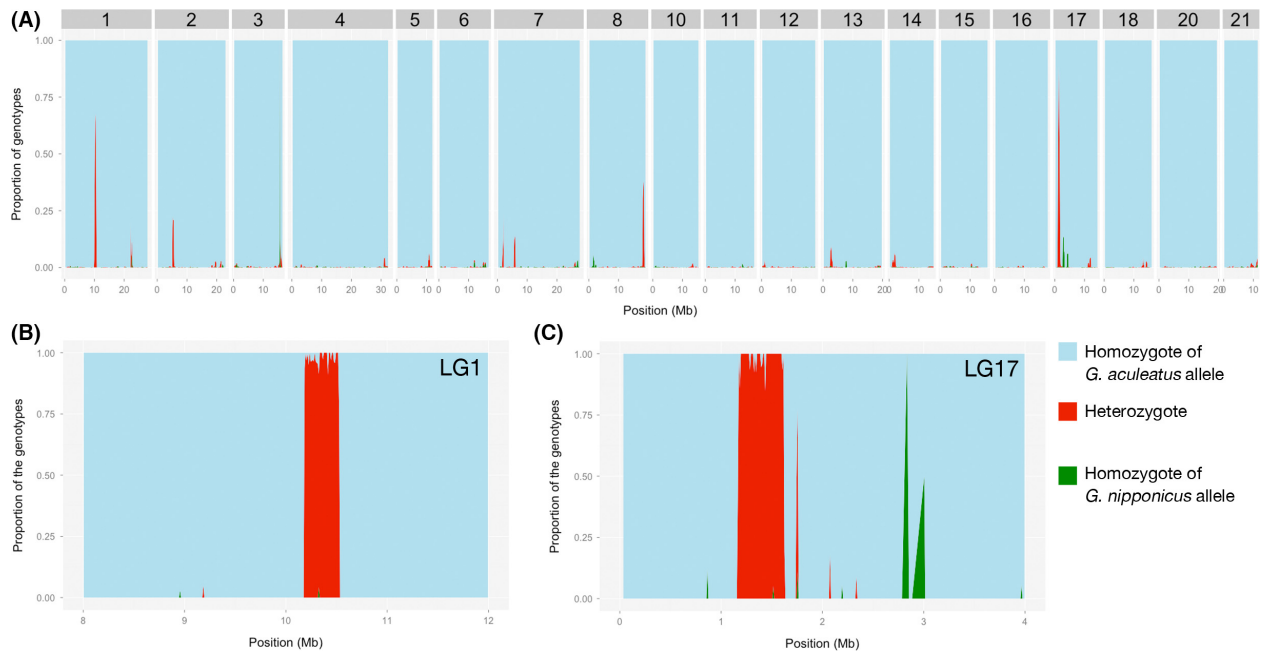 (A)
1 2 3 4 5 6 7 8 10 11 12 13 14 15 16 17 18 20 21
Proportion of genotypes
1.00
0.75
0.50
0.25
0.00
0 10 20 0 10 20 0 10 0 10 20 30 0 10 0 10 0 10 20 0 10 0 10 0 10 0 10 0 10 20 0 10 0 10 0 10 0 10 0 10 0 10 20 0 10
Position (Mb)
(B)
LG1
Proportion of the genotypes
1.00
0.75
0.50
0.25
0.00
8 9 10 11 12
Position (Mb)
(C)
LG17
Proportion of the genotypes
1.00
0.75
0.50
0.25
0.00
0 1 2 3 4
Position (Mb)
Homozygote of
G. aculeatus allele
Heterozygote
Homozygote of
G. nipponicus allele